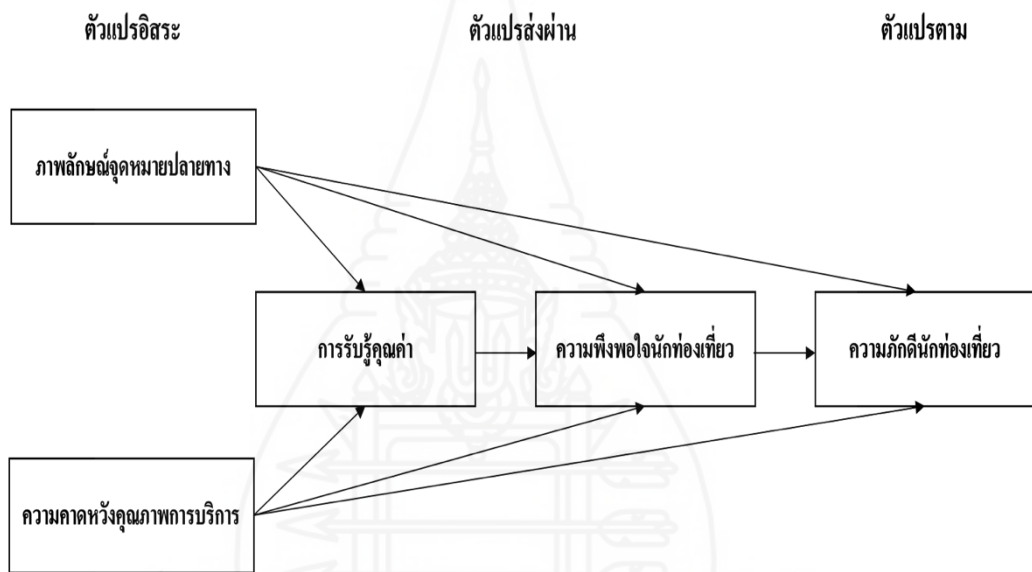 ตัวแปรอิสระ ตัวแปรส่งผ่าน ตัวแปรตาม
ภาพลักษณ์จุดหมายปลายทาง
การรับรู้คุณค่า ความพึงพอใจนักท่องเที่ยว ความภักดีนักท่องเที่ยว
ความคาดหวังคุณภาพการบริการ